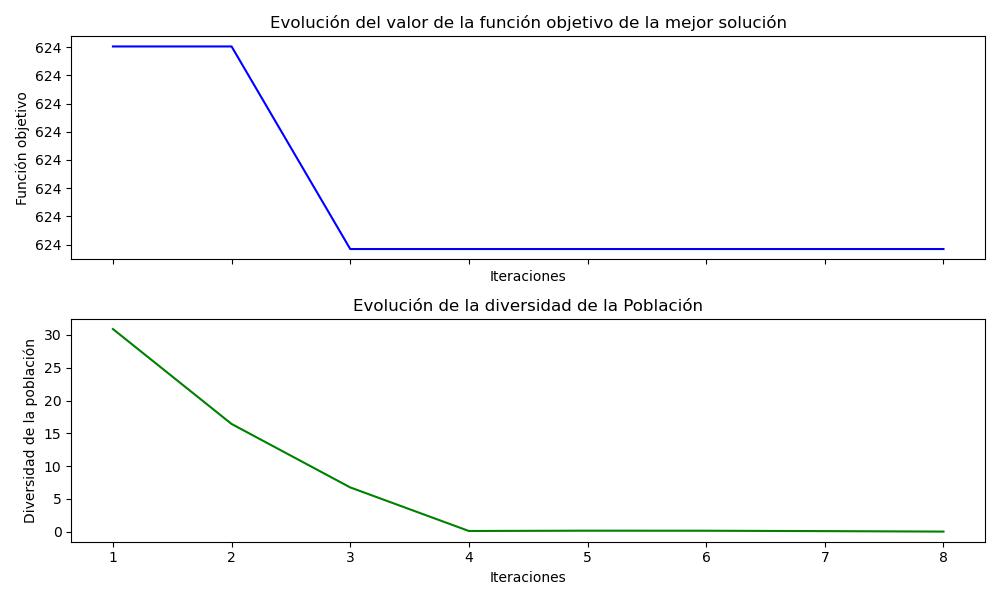 Evolución del valor de la función objetivo de la mejor solución
624
624
624
624
624
624
624
624
Función objetivo
Iteraciones
Evolución de la diversidad de la Población
30
25
20
15
10
5
0
Diversidad de la población
1 2 3 4 5 6 7 8
Iteraciones